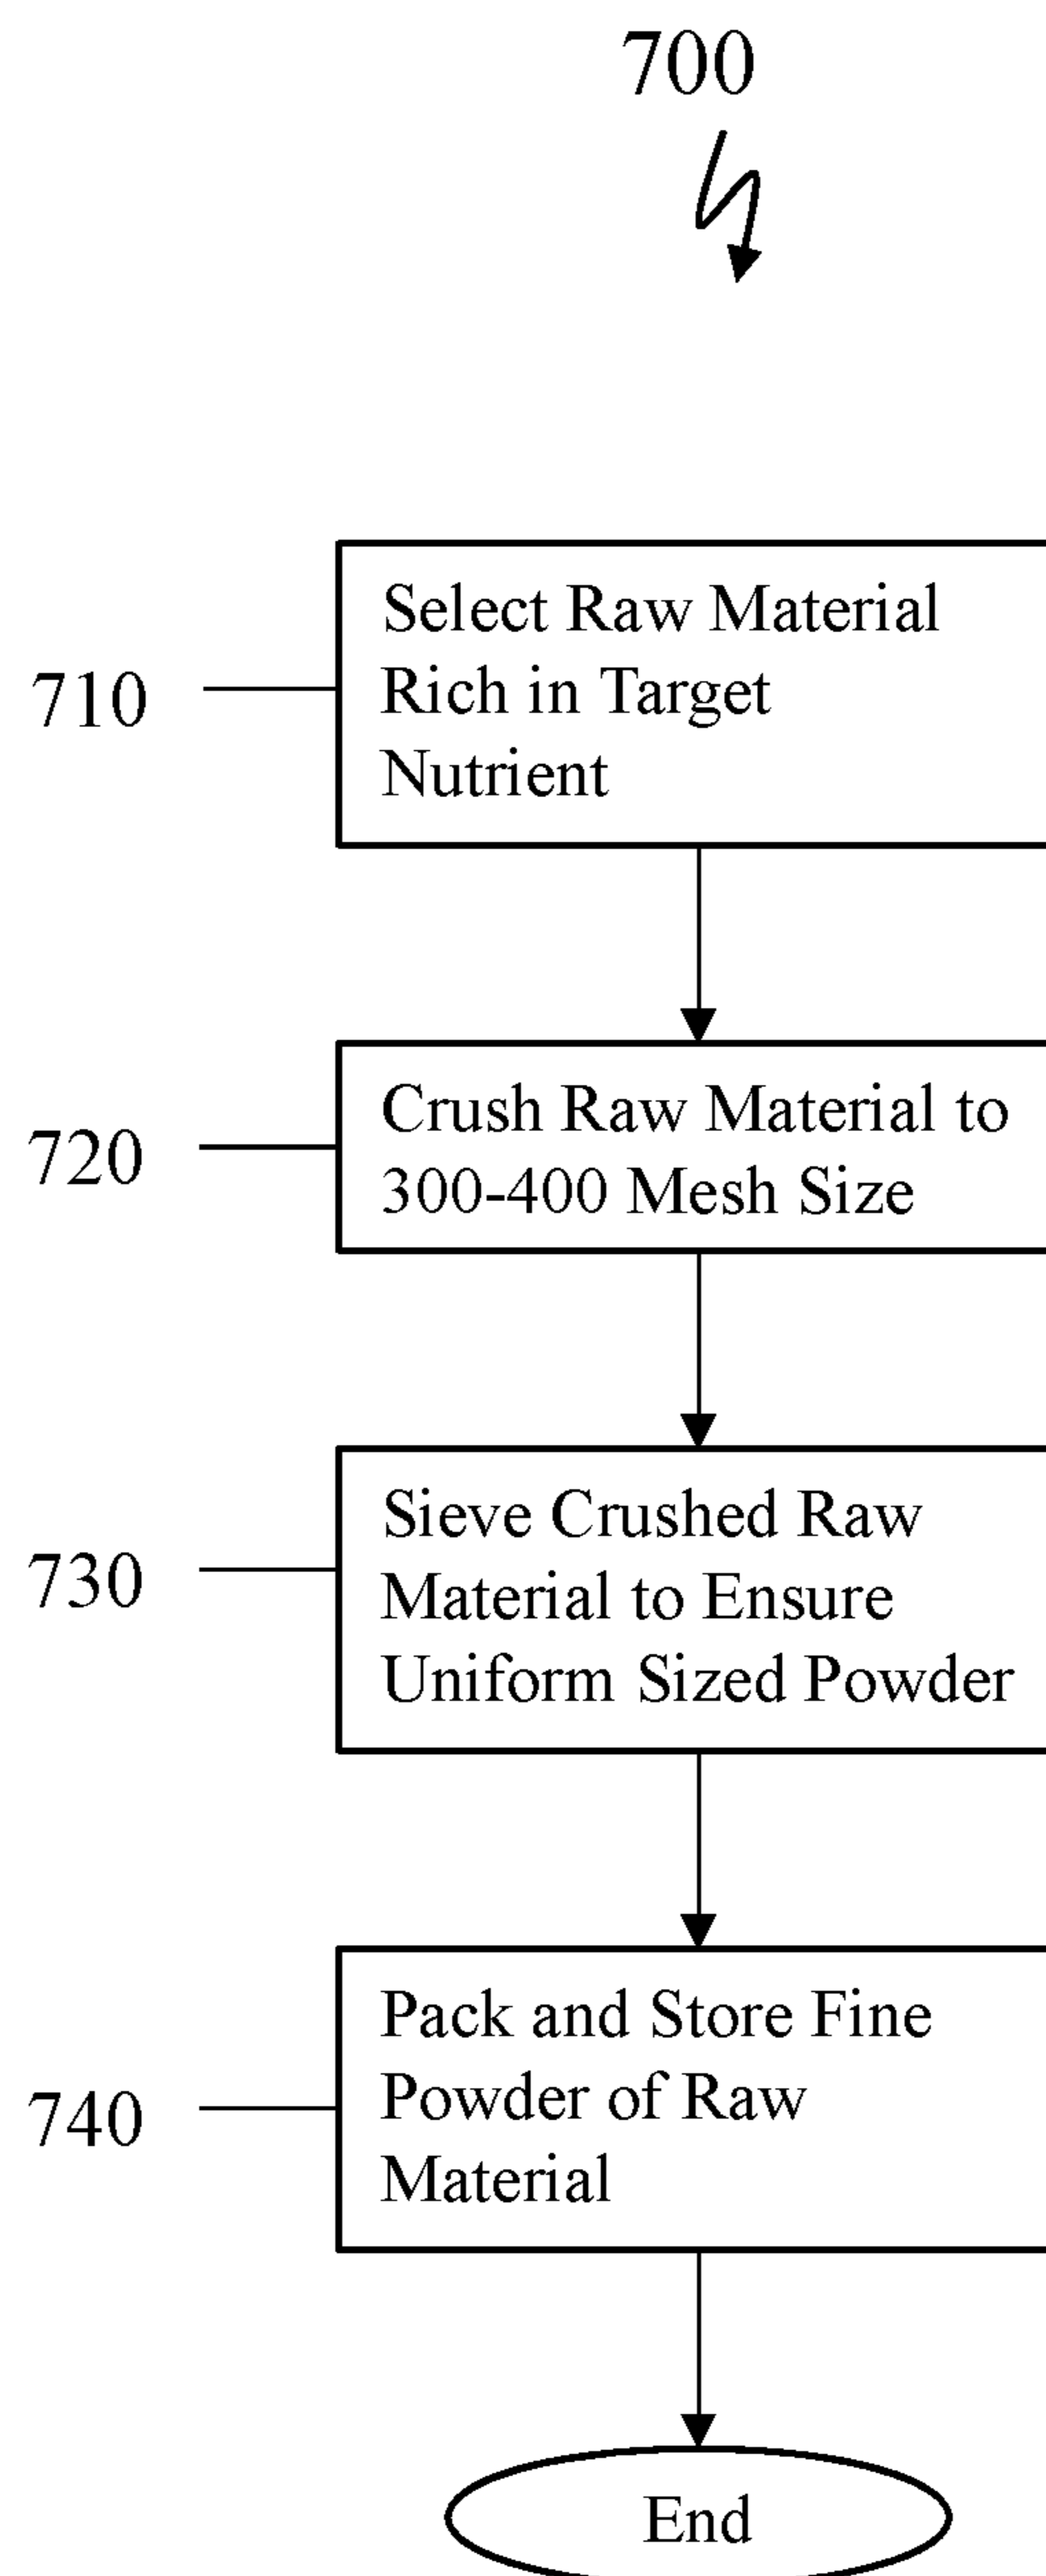 700
710
Select Raw Material
Rich in Target
Nutrient
720
Crush Raw Material to
300-400 Mesh Size
730
Sieve Crushed Raw
Material to Ensure
Uniform Sized Powder
740
Pack and Store Fine
Powder of Raw
Material
End